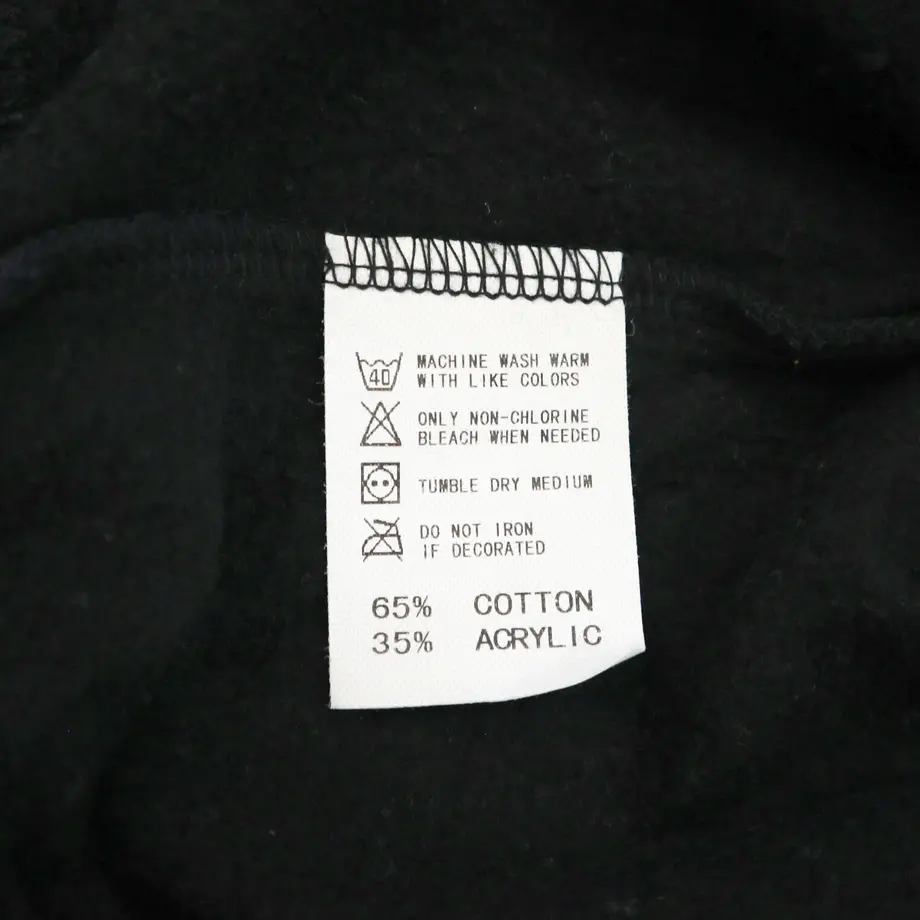 40 MACHINE WASH WARM
WITH LIKE COLORS
ONLY NON-CHLORINE
BLEACH WHEN NEEDED
TUMBLE DRY MEDIUM
DO NOT IRON
IF DECORATED
65% COTTON
35% ACRYLIC